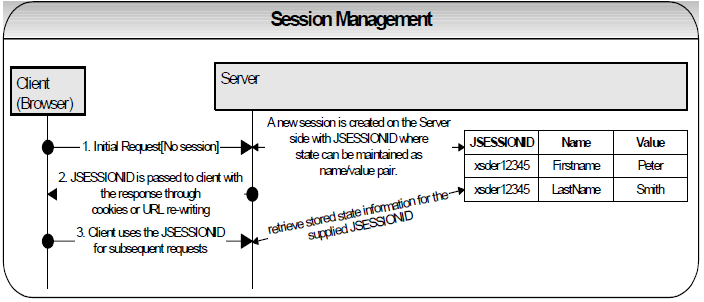 Session Management
Client
(Browser)
Server
1. Initial Request[No session]
A new session is created on the Server
side with JSESSIONID where
state can be maintained as
name/value pair.
JSESSIONID Name Value
xsder12345 Firstname Peter
xsder12345 LastName Smith
2. JSESSIONID is passed to client with
the response through
cookies or URL re-writing
retrieve stored state information for the
supplied JSESSIONID
3. Client uses the JSESSIONID
for subsequent requests